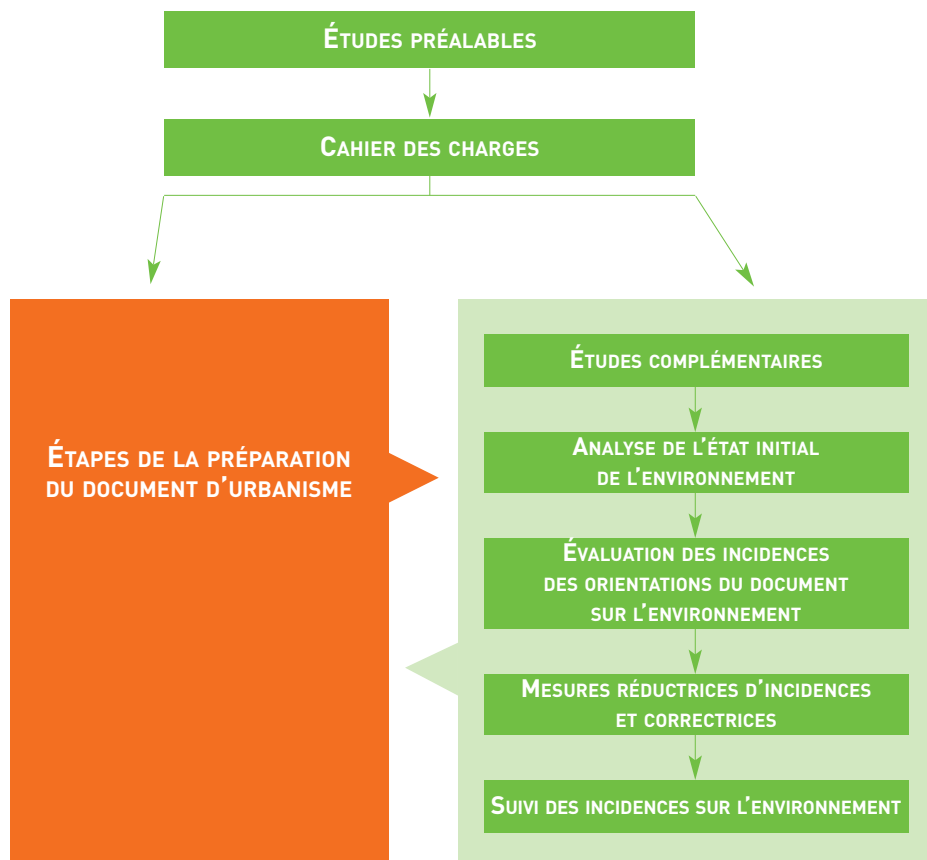 Études préalables
Cahier des charges
Études complémentaires
Étapes de la préparation
du document d'urbanisme
Analyse de l'état initial
de l'environnement
Évaluation des incidences
des orientations du document
sur l'environnement
Mesures réductrices d'incidences
et correctrices
Suivi des incidences sur l'environnement